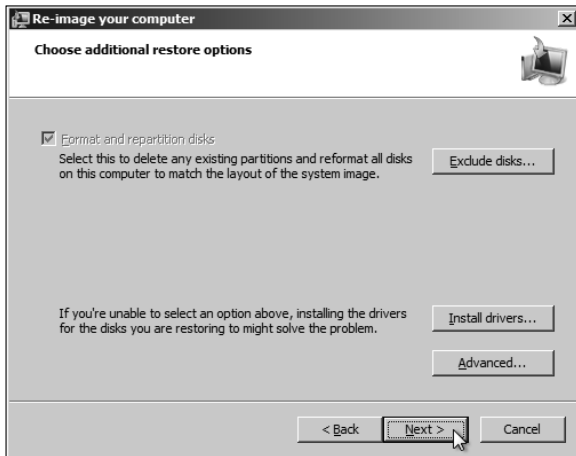 Re-image your computer
Choose additional restore options
Format and repartition disks
Select this to delete any existing partitions and reformat all disks
on this computer to match the layout of the system image.
Exclude disks...
If you're unable to select an option above, installing the drivers
for the disks you are restoring to might solve the problem.
Install drivers...
Advanced...
< Back
Next >
Cancel